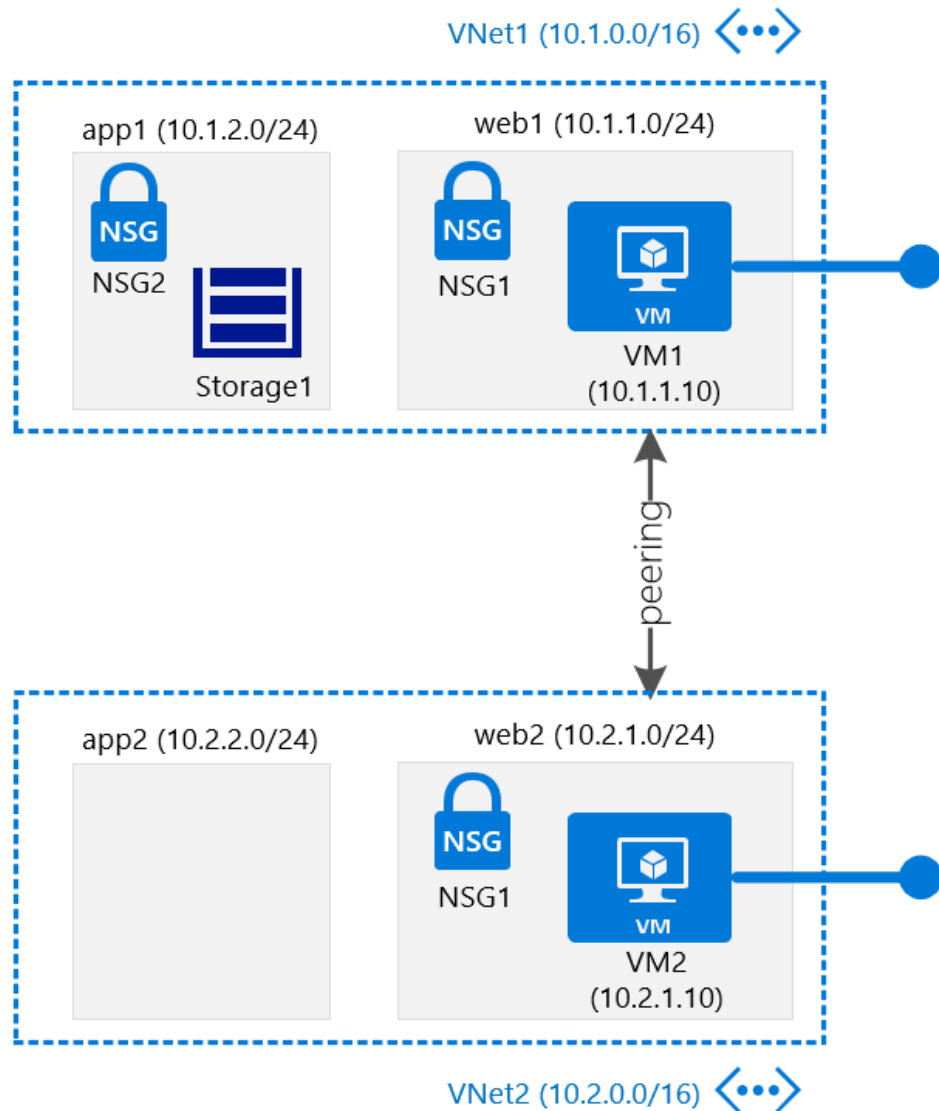 VNet1 (10.1.0.0/16)
app1 (10.1.2.0/24)
web1 (10.1.1.0/24)
NSG
NSG2
Storage1
NSG
NSG1
VM
VM1
(10.1.1.10)
peering
app2 (10.2.2.0/24)
web2 (10.2.1.0/24)
NSG
NSG1
VM
VM2
(10.2.1.10)
VNet2 (10.2.0.0/16)